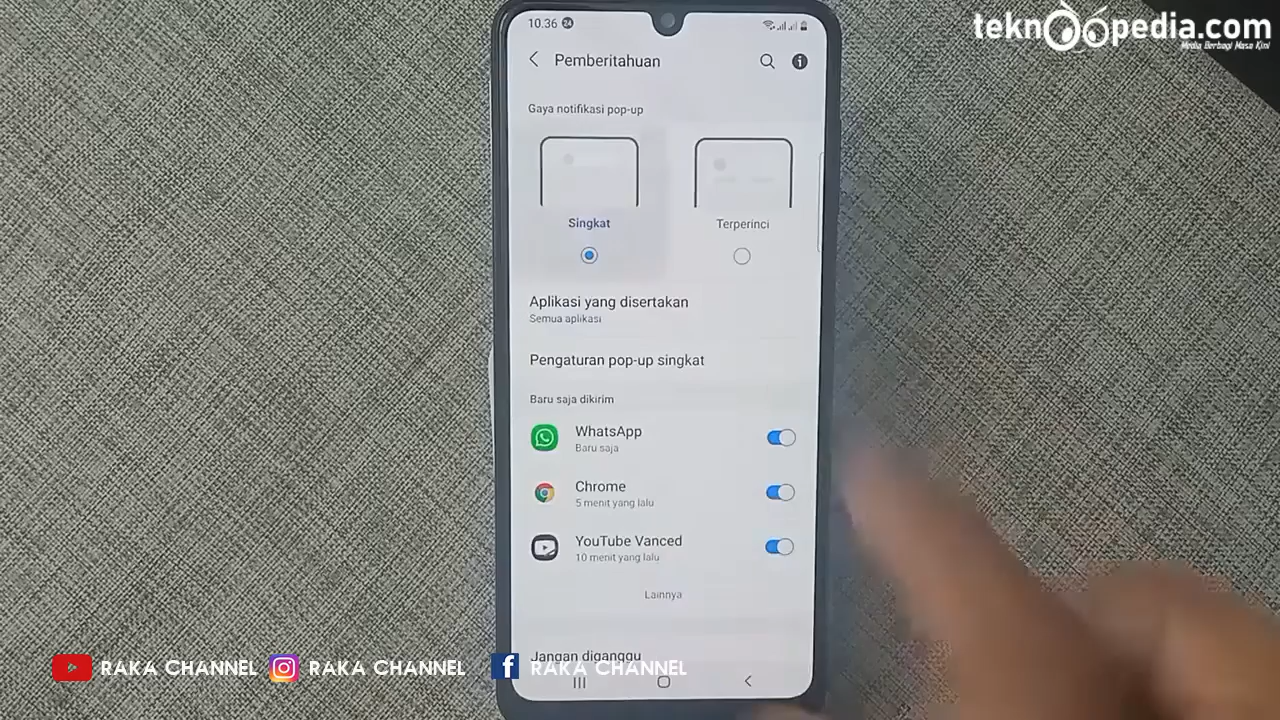 teknopedia.com
Media Berbagi Masa Kini
10.36 24
Pemberitahuan
Gaya notifikasi pop-up
Singkat
Terperinci
Aplikasi yang disertakan
Semua aplikasi
Pengaturan pop-up singkat
Baru saja dikirim
WhatsApp
Baru saja
Chrome
5 menit yang lalu
YouTube Vanced
10 menit yang lalu
Lainnya
Jangan diganggu
RAKA CHANNEL
RAKA CHANNEL
RAKA CHANNEL